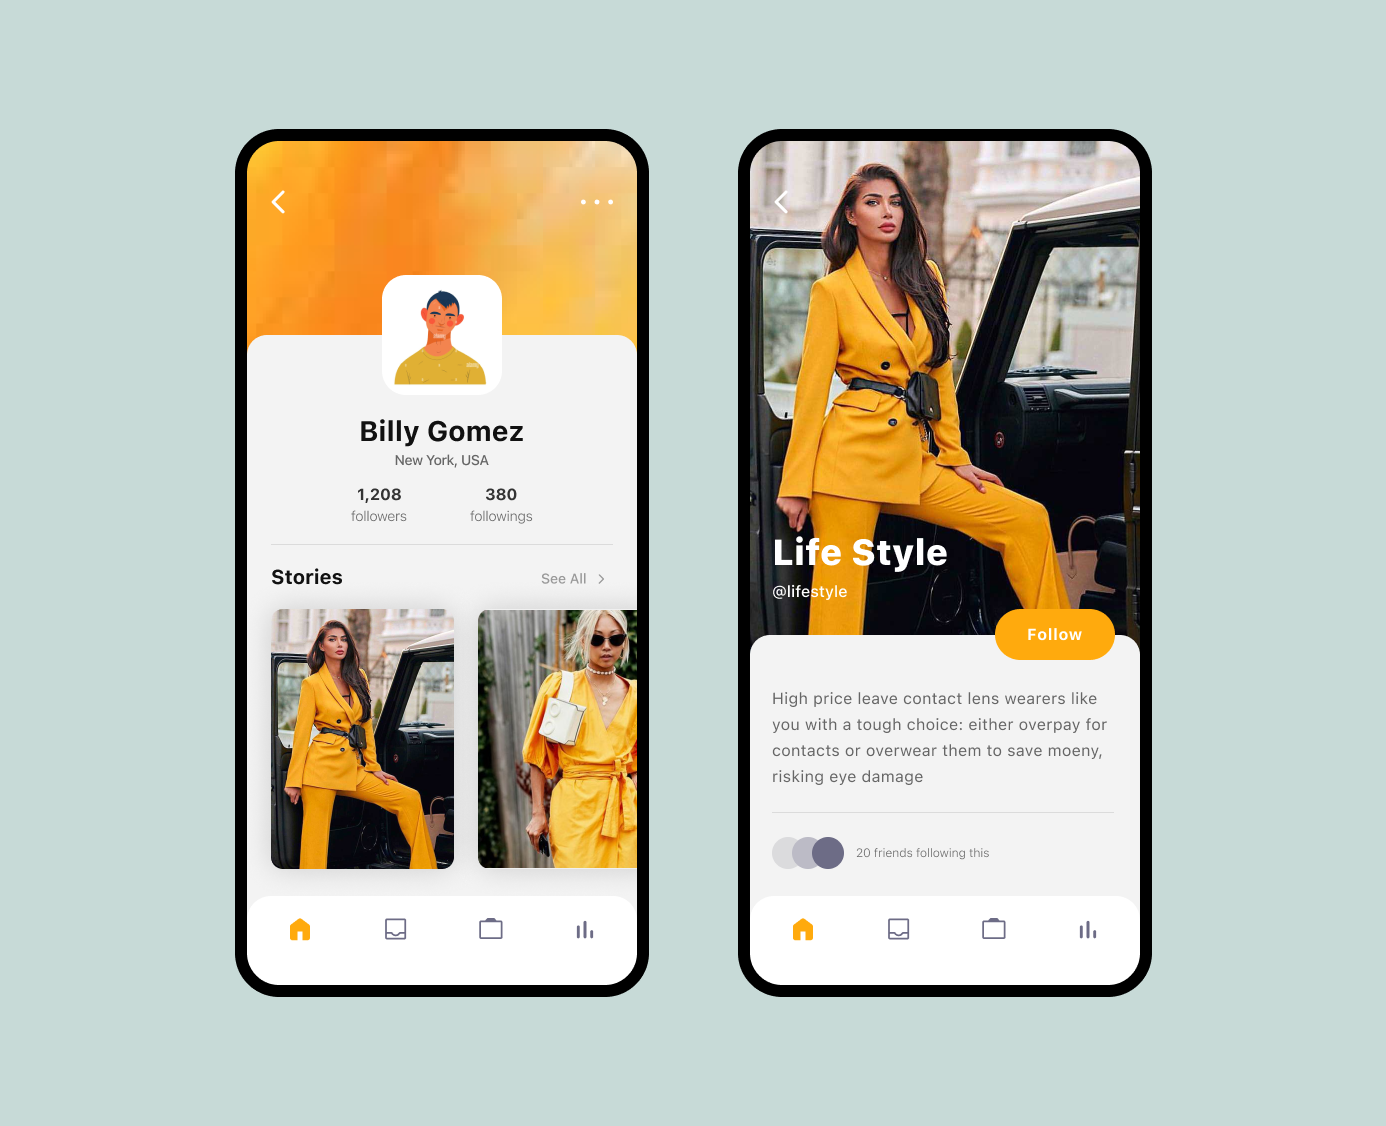 Billy Gomez
New York, USA
1,208
followers
380
followings
Stories
See All
Life Style
@lifestyle
Follow
High price leave contact lens wearers like
you with a tough choice: either overpay for
contacts or overwear them to save moeny,
risking eye damage
20 friends following this